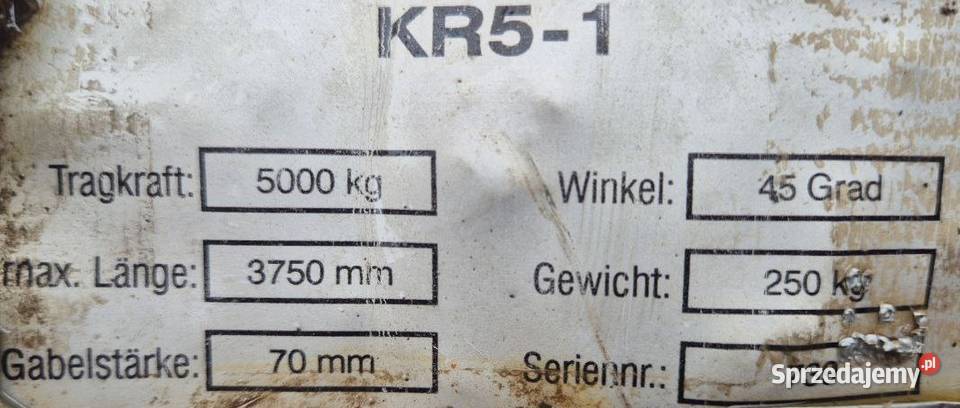 KR5-1
Tragkraft: 5000 kg Winkel: 45 Grad
max. Länge: 3750 mm Gewicht: 250 kg
Gabelstärke: 70 mm Seriennr.:
Sprzedajemy.pl